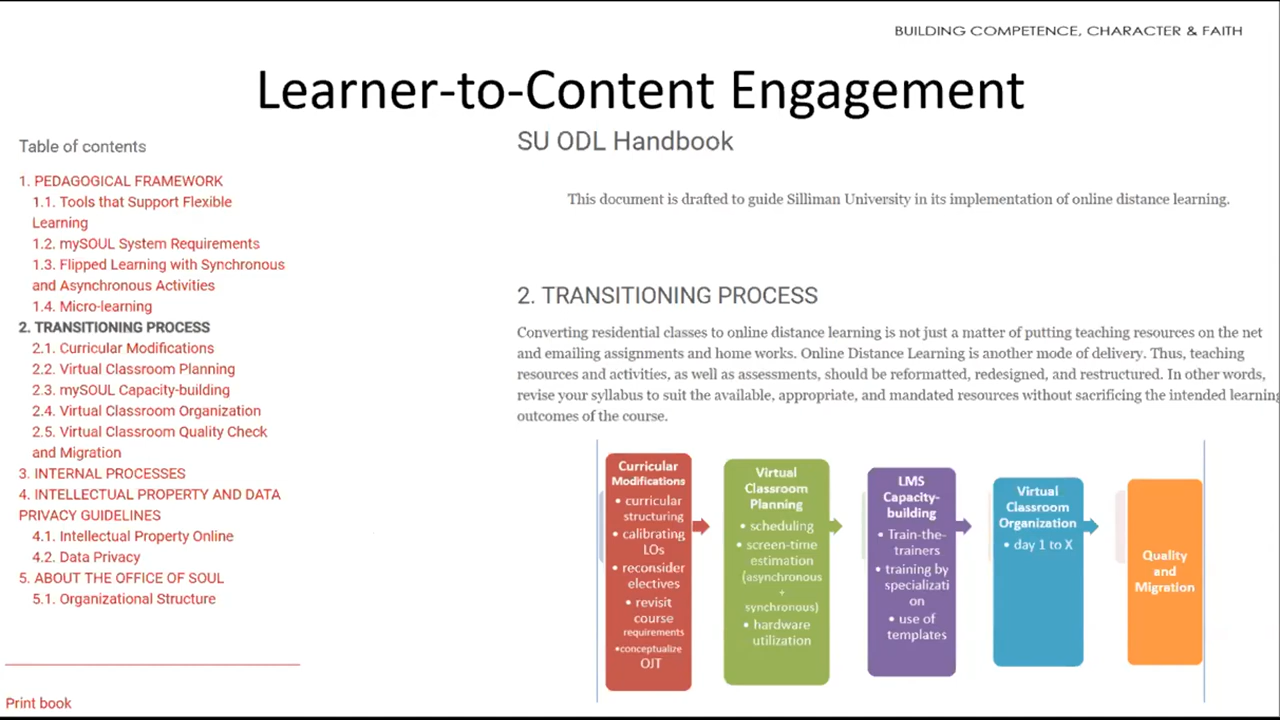 BUILDING COMPETENCE, CHARACTER & FAITH
Learner-to-Content Engagement
SU ODL Handbook
Table of contents
1. PEDAGOGICAL FRAMEWORK
1.1. Tools that Support Flexible
Learning
1.2. mySOUL System Requirements
1.3. Flipped Learning with Synchronous
and Asynchronous Activities
1.4. Micro-learning
2. TRANSITIONING PROCESS
2.1. Curricular Modifications
2.2. Virtual Classroom Planning
2.3. mySOUL Capacity-building
2.4. Virtual Classroom Organization
2.5. Virtual Classroom Quality Check
and Migration
3. INTERNAL PROCESSES
4. INTELLECTUAL PROPERTY AND DATA
PRIVACY GUIDELINES
4.1. Intellectual Property Online
4.2. Data Privacy
5. ABOUT THE OFFICE OF SOUL
5.1. Organizational Structure
Print book
This document is drafted to guide Silliman University in its implementation of online distance learning.
2. TRANSITIONING PROCESS
Converting residential classes to online distance learning is not just a matter of putting teaching resources on the net
and emailing assignments and home works. Online Distance Learning is another mode of delivery. Thus, teaching
resources and activities, as well as assessments, should be reformatted, redesigned, and restructured. In other words,
revise your syllabus to suit the available, appropriate, and mandated resources without sacrificing the intended learning
outcomes of the course.
Curricular
Modifications
• curricular
structuring
• calibrating
LOs
• reconsider
electives
• revisit
course
requirements
•conceptualize
OJT
Virtual
Classroom
Planning
• scheduling
• screen-time
estimation
(asynchronous
+
synchronous)
• hardware
utilization
LMS
Capacity-
building
• Train-the-
trainers
• training by
specializati
on
• use of
templates
Virtual
Classroom
Organization
• day 1 to X
Quality
and
Migration